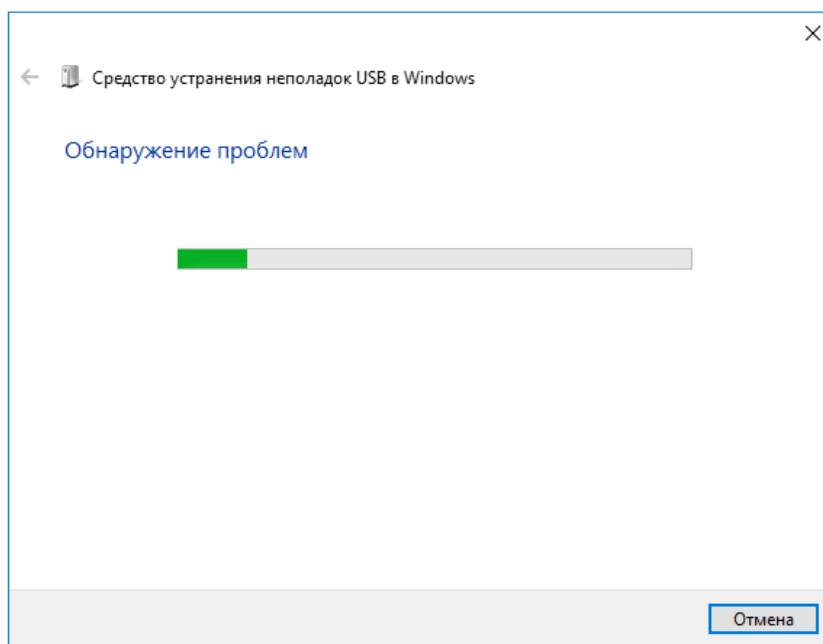 Средство устранения неполадок USB в Windows
Обнаружение проблем
Отмена